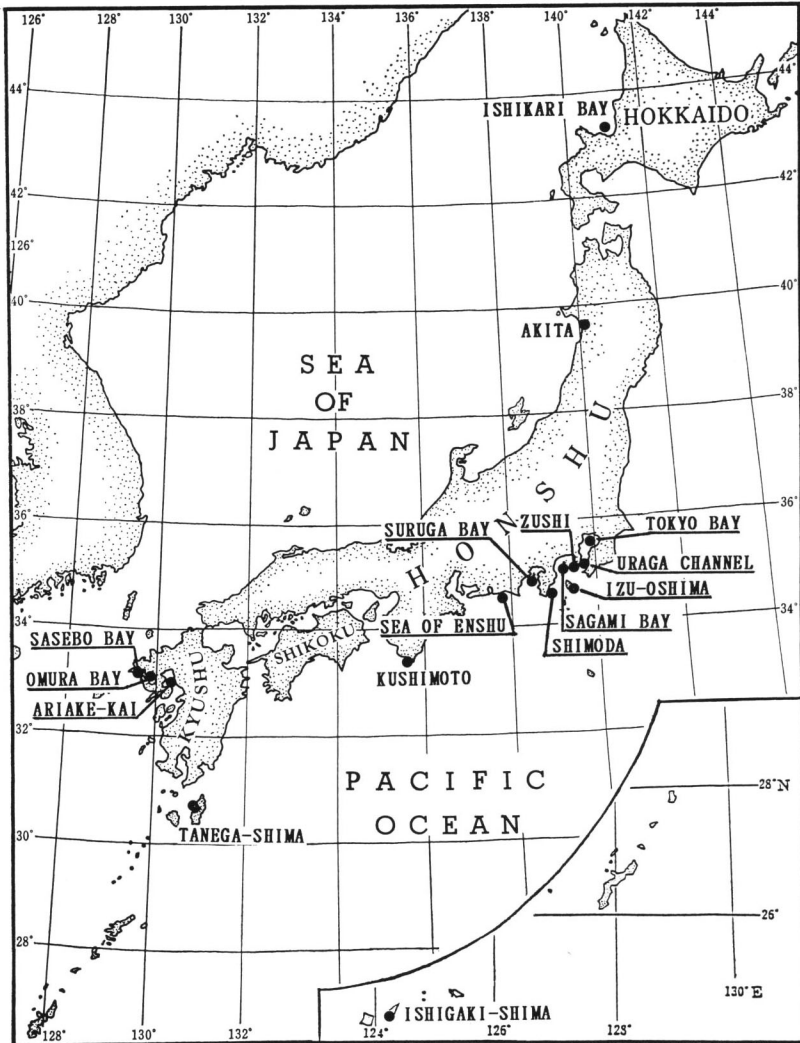 126° 128° 130° 132° 134° 136° 138° 140° 142° 144°
44° 44°
ISHIKARI BAY HOKKAIDO
42° 42°
126°
40° 40°
AKITA
SEA
OF
JAPAN
38° 38°
HONSHU
36° 36°
SURUGA BAY ZUSHI TOKYO BAY
URAGA CHANNEL
IZU-OSHIMA
34° 34°
SEA OF ENSHU SAGAMI BAY
SHIMODA
SASEBO BAY
SHIKOKU
OMURA BAY KUSHIMOTO
ARIAKE-KAI
KYUSHU
32°
PACIFIC
OCEAN
28°N
TANEGA-SHIMA
30°
26°
28°
130°E
ISHIGAKI-SHIMA
128° 130° 132° 124° 126° 128°